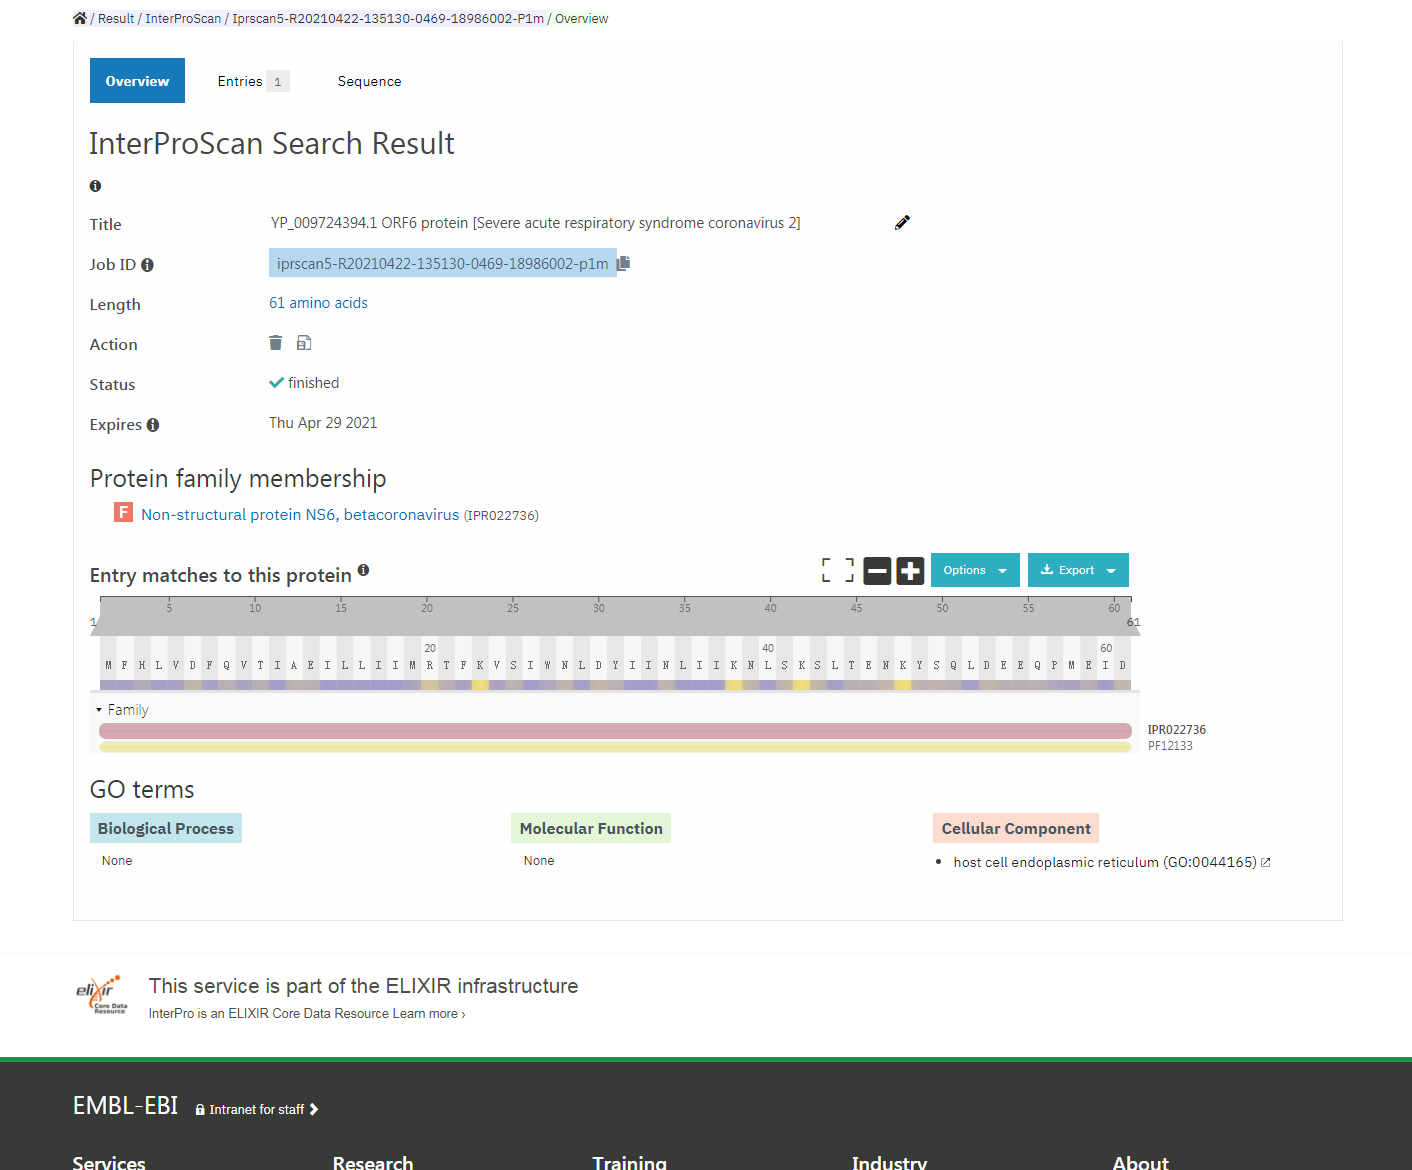 / Result / InterProScan / Iprscan5-R20210422-135130-0469-18986002-P1m / Overview
Overview
Entries 1
Sequence
InterProScan Search Result
Title
YP_009724394.1 ORF6 protein [Severe acute respiratory syndrome coronavirus 2]
Job ID
iprscan5-R20210422-135130-0469-18986002-p1m
Length
61 amino acids
Action
Status
finished
Expires
Thu Apr 29 2021
Protein family membership
F Non-structural protein NS6, betacoronavirus (IPR022736)
Entry matches to this protein
Options
Export
5 10 15 20 25 30 35 40 45 50 55 60
1 61
20 40 60
M F H L V D F Q V T I A E I L L I I M R T F K V S I W N L D Y I I N L I I K N L S K S L T E N K Y S Q L D E E Q P M E I D
Family
IPR022736
PF12133
GO terms
Biological Process
None
Molecular Function
None
Cellular Component
host cell endoplasmic reticulum (GO:0044165)
elixir
Core Data
Resource
This service is part of the ELIXIR infrastructure
InterPro is an ELIXIR Core Data Resource Learn more ›
EMBL-EBI
Intranet for staff
Services
Research
Training
Industry
About